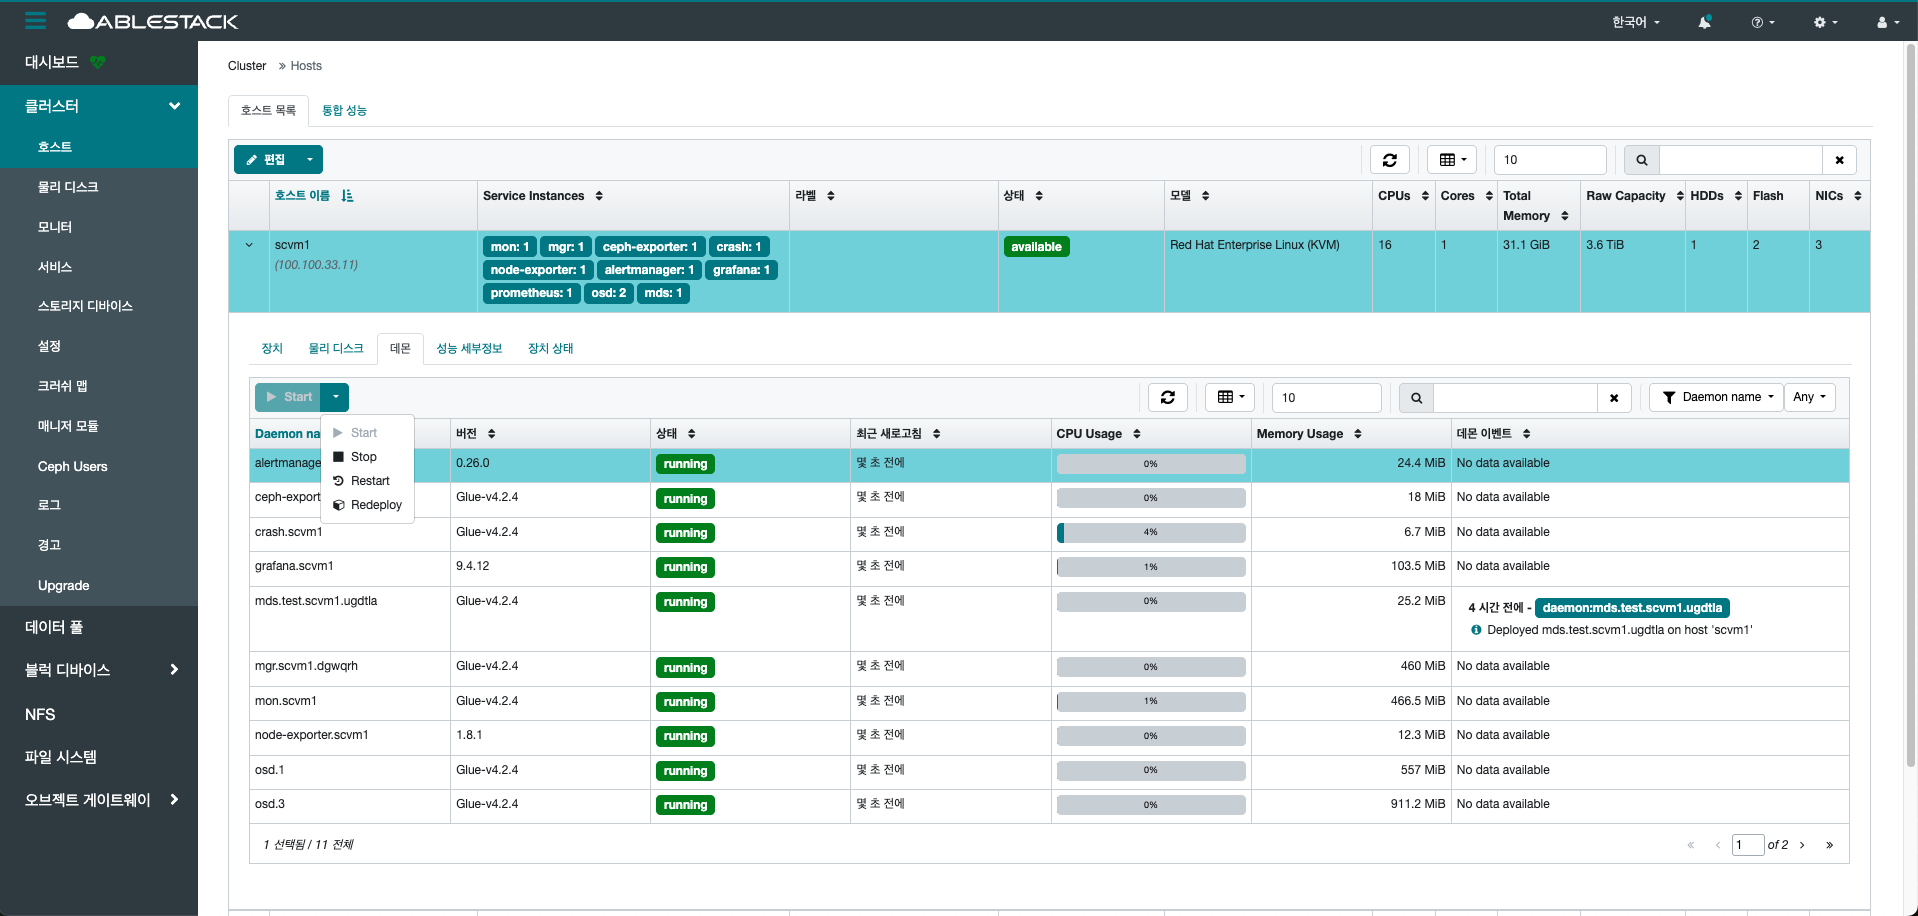 ABLESTACK
한국어
대시보드
클러스터
호스트
물리 디스크
모니터
서비스
스토리지 디바이스
설정
크러쉬 맵
매니저 모듈
Ceph Users
로그
경고
Upgrade
데이터 풀
블럭 디바이스
NFS
파일 시스템
오브젝트 게이트웨이
Cluster » Hosts
호스트 목록 통합 성능
편집 10
호스트 이름 Service Instances 라벨 상태 모델 CPUs Cores Total Memory Raw Capacity HDDs Flash NICs
scvm1 mon: 1 mgr: 1 ceph-exporter: 1 crash: 1 available Red Hat Enterprise Linux (KVM) 16 1 31.1 GiB 3.6 TiB 1 2 3
(100.100.33.11) node-exporter: 1 alertmanager: 1 grafana: 1
prometheus: 1 osd: 2 mds: 1
장치 물리 디스크 데몬 성능 세부정보 장치 상태
Start 10 Daemon name Any
Start
Stop
Restart
Redeploy
Daemon na 버전 상태 최근 새로고침 CPU Usage Memory Usage 데몬 이벤트
alertmanage 0.26.0 running 몇 초 전에 0% 24.4 MiB No data available
ceph-export Glue-v4.2.4 running 몇 초 전에 0% 18 MiB No data available
crash.scvm1 Glue-v4.2.4 running 몇 초 전에 4% 6.7 MiB No data available
grafana.scvm1 9.4.12 running 몇 초 전에 1% 103.5 MiB No data available
mds.test.scvm1.ugdtla Glue-v4.2.4 running 몇 초 전에 0% 25.2 MiB 4 시간 전에 - daemon:mds.test.scvm1.ugdtla
Deployed mds.test.scvm1.ugdtla on host 'scvm1'
mgr.scvm1.dgwqrh Glue-v4.2.4 running 몇 초 전에 0% 460 MiB No data available
mon.scvm1 Glue-v4.2.4 running 몇 초 전에 1% 466.5 MiB No data available
node-exporter.scvm1 1.8.1 running 몇 초 전에 0% 12.3 MiB No data available
osd.1 Glue-v4.2.4 running 몇 초 전에 0% 557 MiB No data available
osd.3 Glue-v4.2.4 running 몇 초 전에 0% 911.2 MiB No data available
1 선택됨 / 11 전체 « ‹ 1 of 2 › »